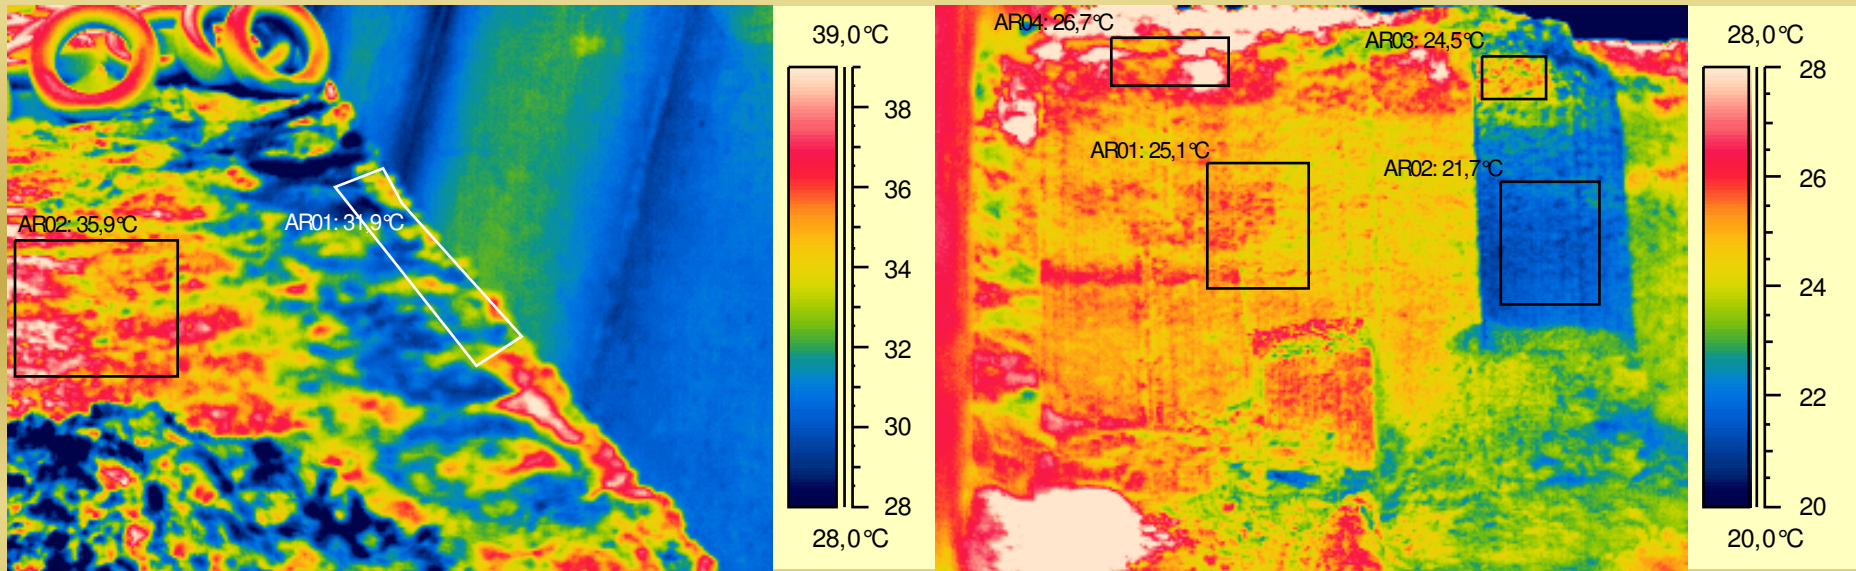 39,0°C
38
36
34
32
30
28
28,0°C
AR02: 35,9°C
AR01: 31,9°C
AR04: 26,7°C
AR03: 24,5°C
AR01: 25,1°C
AR02: 21,7°C
28,0°C
28
26
24
22
20
20,0°C